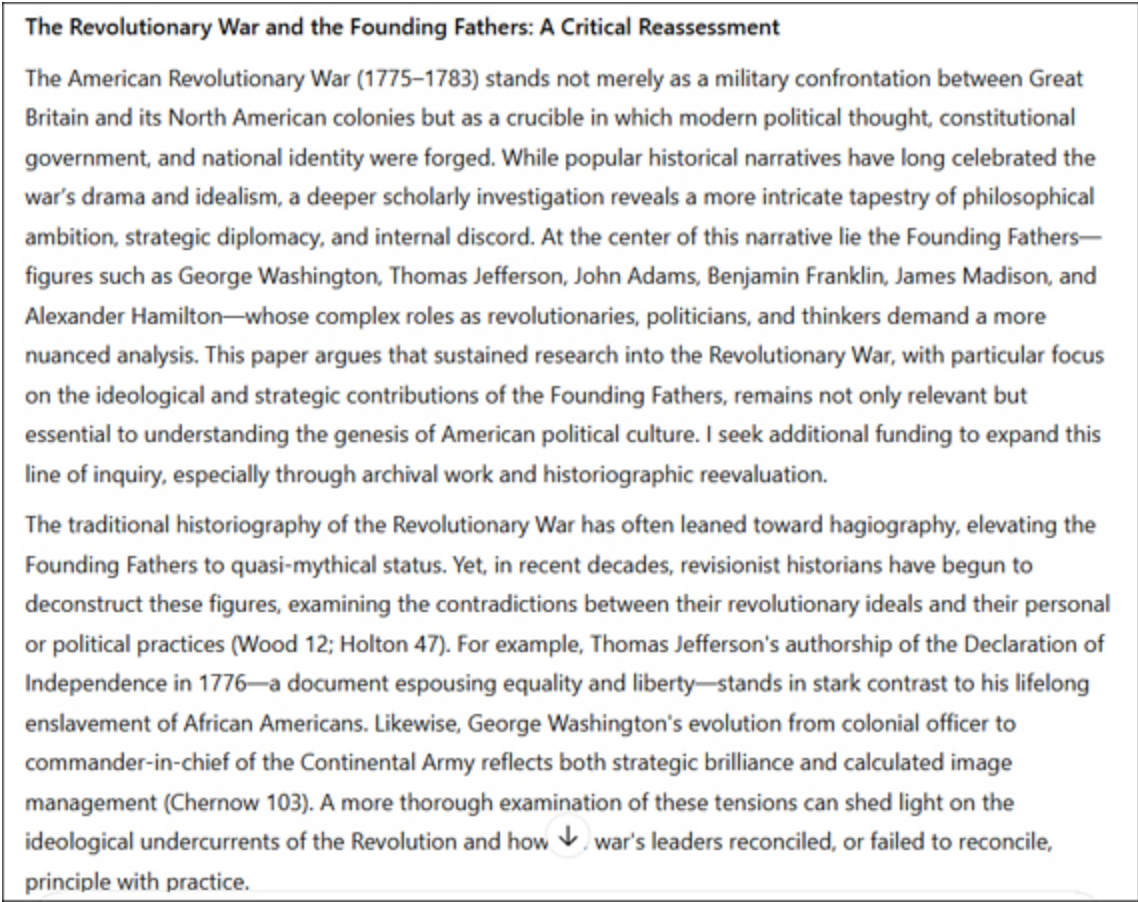 The Revolutionary War and the Founding Fathers: A Critical Reassessment
The American Revolutionary War (1775–1783) stands not merely as a military confrontation between Great
Britain and its North American colonies but as a crucible in which modern political thought, constitutional
government, and national identity were forged. While popular historical narratives have long celebrated the
war's drama and idealism, a deeper scholarly investigation reveals a more intricate tapestry of philosophical
ambition, strategic diplomacy, and internal discord. At the center of this narrative lie the Founding Fathers—
figures such as George Washington, Thomas Jefferson, John Adams, Benjamin Franklin, James Madison, and
Alexander Hamilton—whose complex roles as revolutionaries, politicians, and thinkers demand a more
nuanced analysis. This paper argues that sustained research into the Revolutionary War, with particular focus
on the ideological and strategic contributions of the Founding Fathers, remains not only relevant but
essential to understanding the genesis of American political culture. I seek additional funding to expand this
line of inquiry, especially through archival work and historiographic reevaluation.
The traditional historiography of the Revolutionary War has often leaned toward hagiography, elevating the
Founding Fathers to quasi-mythical status. Yet, in recent decades, revisionist historians have begun to
deconstruct these figures, examining the contradictions between their revolutionary ideals and their personal
or political practices (Wood 12; Holton 47). For example, Thomas Jefferson's authorship of the Declaration of
Independence in 1776—a document espousing equality and liberty—stands in stark contrast to his lifelong
enslavement of African Americans. Likewise, George Washington's evolution from colonial officer to
commander-in-chief of the Continental Army reflects both strategic brilliance and calculated image
management (Chernow 103). A more thorough examination of these tensions can shed light on the
ideological undercurrents of the Revolution and how war's leaders reconciled, or failed to reconcile,
principle with practice.